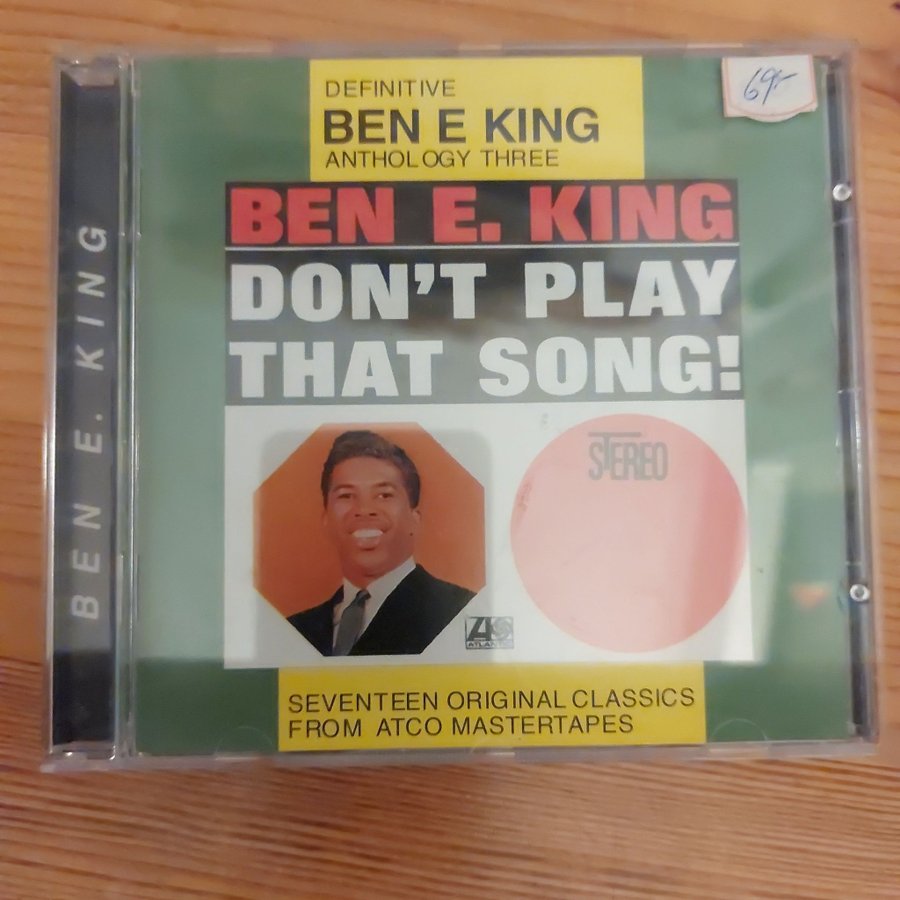 DEFINITIVE
BEN E KING
ANTHOLOGY THREE
69,-
BEN E. KING
DON'T PLAY
THAT SONG!
STEREO
ATLANTIC
SEVENTEEN ORIGINAL CLASSICS
FROM ATCO MASTERTAPES
BEN E. KING